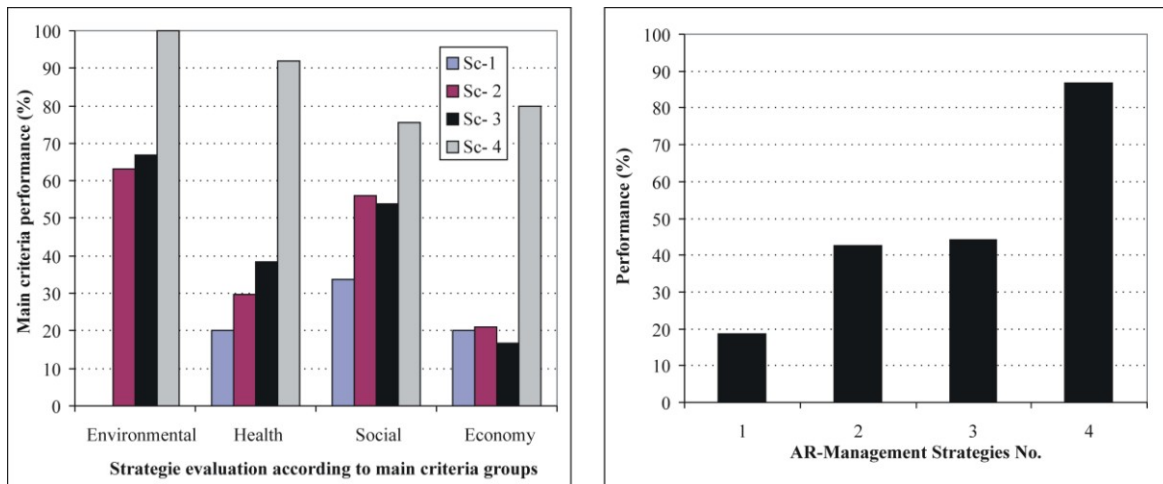 Main criteria performance (%)
100
90
80
70
60
50
40
30
20
10
0
Sc-1
Sc- 2
Sc- 3
Sc- 4
Environmental Health Social Economy
Strategie evaluation according to main criteria groups
Performance (%)
100
90
80
70
60
50
40
30
20
10
0
1 2 3 4
AR-Management Strategies No.